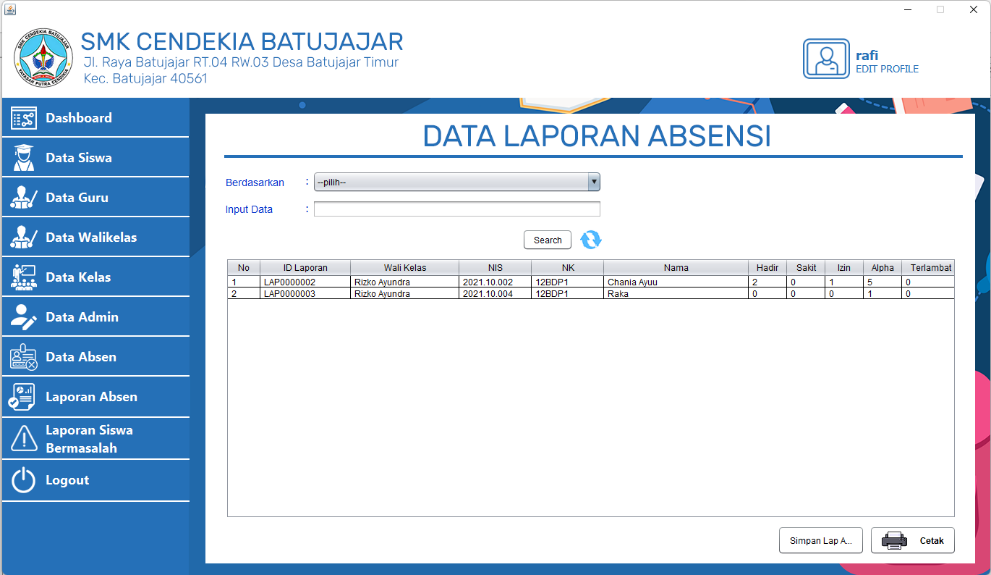 SMK CENDEKIA BATUJAJAR
Jl. Raya Batujajar RT.04 RW.03 Desa Batujajar Timur
Kec. Batujajar 40561
rafi
EDIT PROFILE
Dashboard
Data Siswa
Data Guru
Data Walikelas
Data Kelas
Data Admin
Data Absen
Laporan Absen
Laporan Siswa
Bermasalah
Logout
DATA LAPORAN ABSENSI
Berdasarkan : --pilih--
Input Data :
Search
No ID Laporan Wali Kelas NIS NK Nama Hadir Sakit Izin Alpha Terlambat
1 LAP0000002 Rizko Ayundra 2021.10.002 12BDP1 Chania Ayuu 2 0 1 5 0
2 LAP0000003 Rizko Ayundra 2021.10.004 12BDP1 Raka 0 0 0 1 0
Simpan Lap A...
Cetak